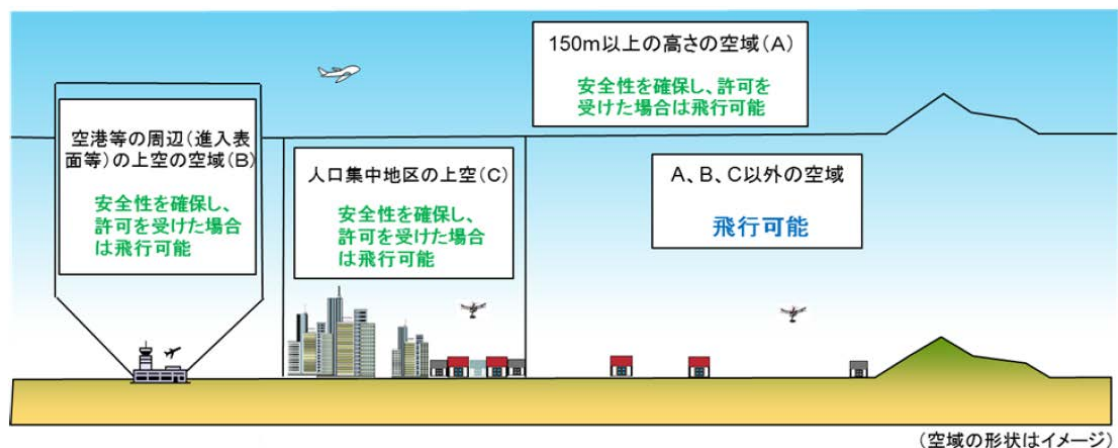 150m以上の高さの空域(A)
安全性を確保し、許可を
受けた場合は飛行可能
空港等の周辺(進入表
面等)の上空の空域(B)
安全性を確保し、
許可を受けた場合
は飛行可能
人口集中地区の上空(C)
安全性を確保し、
許可を受けた場合
は飛行可能
A、B、C以外の空域
飛行可能
(空域の形状はイメージ)